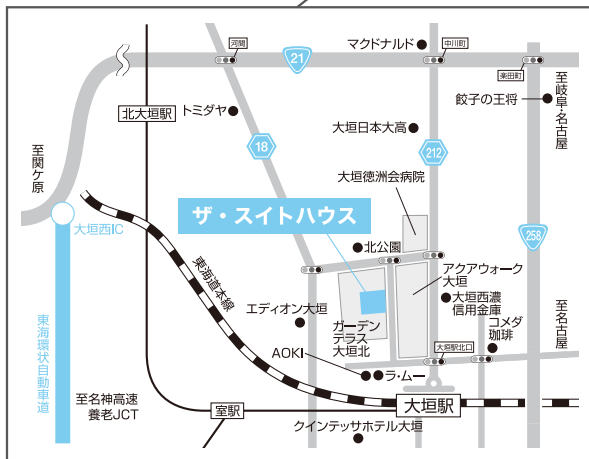 河間
21
マクドナルド
中川町
楽田町
至岐阜・名古屋
餃子の王将
北大垣駅
トミダヤ
大垣日本大高
至関ケ原
18
212
大垣徳洲会病院
大垣西IC
ザ・スイトハウス
258
東海道本線
北公園
アクアウォーク
大垣
エディオン大垣
ガーデン
テラス
大垣北
大垣西濃
信用金庫
至名古屋
コメダ
珈琲
東海環状自動車道
AOKI
ラ・ムー
大垣駅北口
至名神高速
養老JCT
室駅
大垣駅
クインテッサホテル大垣